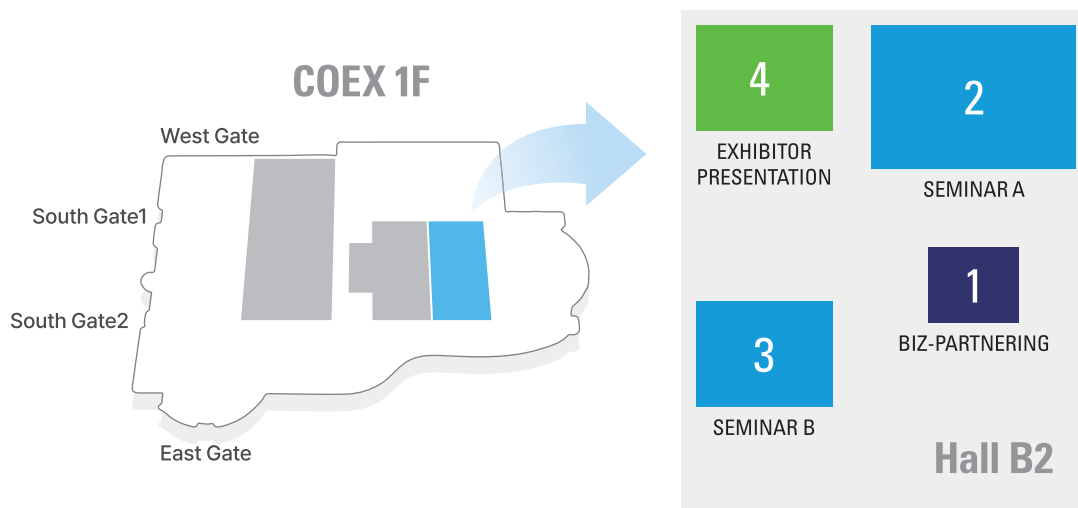 COEX 1F
West Gate
South Gate1
South Gate2
East Gate
4
EXHIBITOR
PRESENTATION
2
SEMINAR A
1
BIZ-PARTNERING
3
SEMINAR B
Hall B2